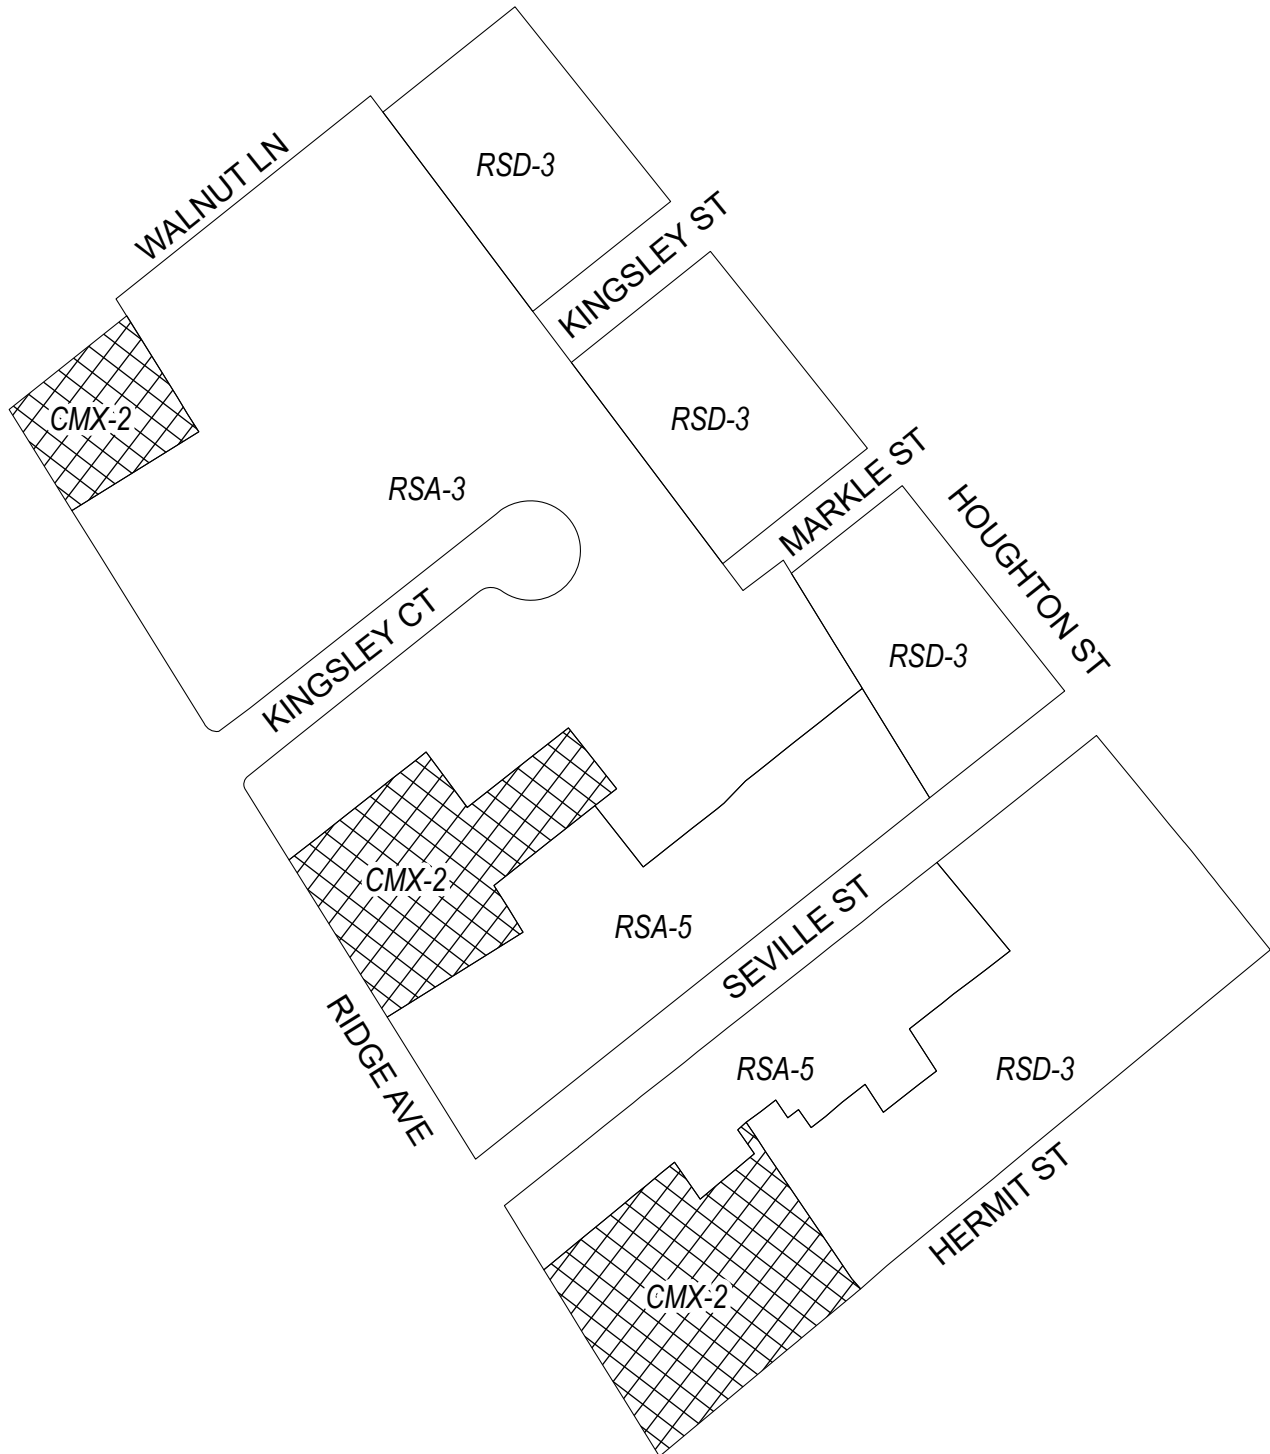 RSD-3
WALNUT LN
KINGSLEY ST
CMX-2
RSD-3
RSA-3
MARKLE ST
HOUGHTON ST
KINGSLEY CT
RSD-3
CMX-2
RSA-5
SEVILLE ST
RIDGE AVE
RSA-5
RSD-3
HERMIT ST
CMX-2